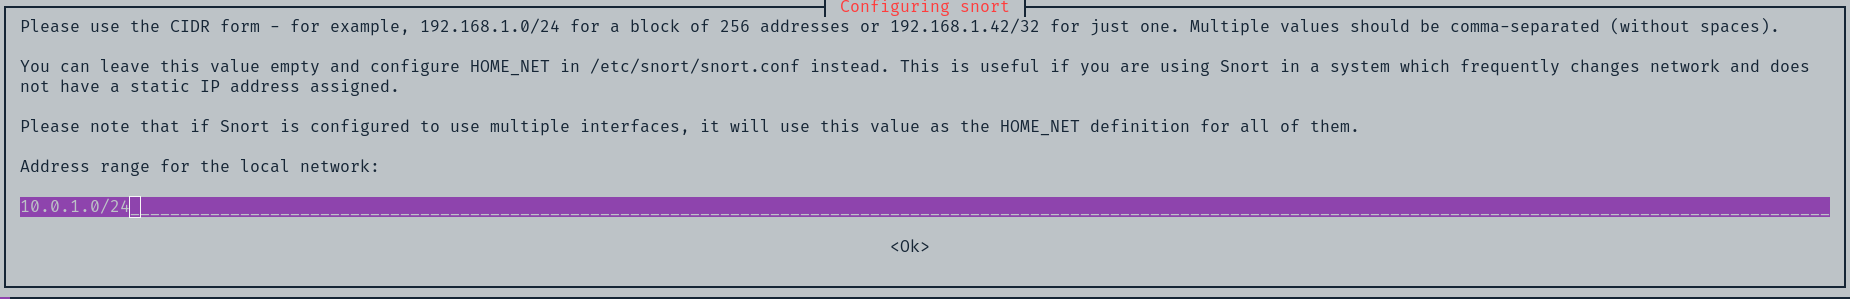 Configuring snort
Please use the CIDR form - for example, 192.168.1.0/24 for a block of 256 addresses or 192.168.1.42/32 for just one. Multiple values should be comma-separated (without spaces).
You can leave this value empty and configure HOME_NET in /etc/snort/snort.conf instead. This is useful if you are using Snort in a system which frequently changes network and does
not have a static IP address assigned.
Please note that if Snort is configured to use multiple interfaces, it will use this value as the HOME_NET definition for all of them.
Address range for the local network:
10.0.1.0/24
<Ok>